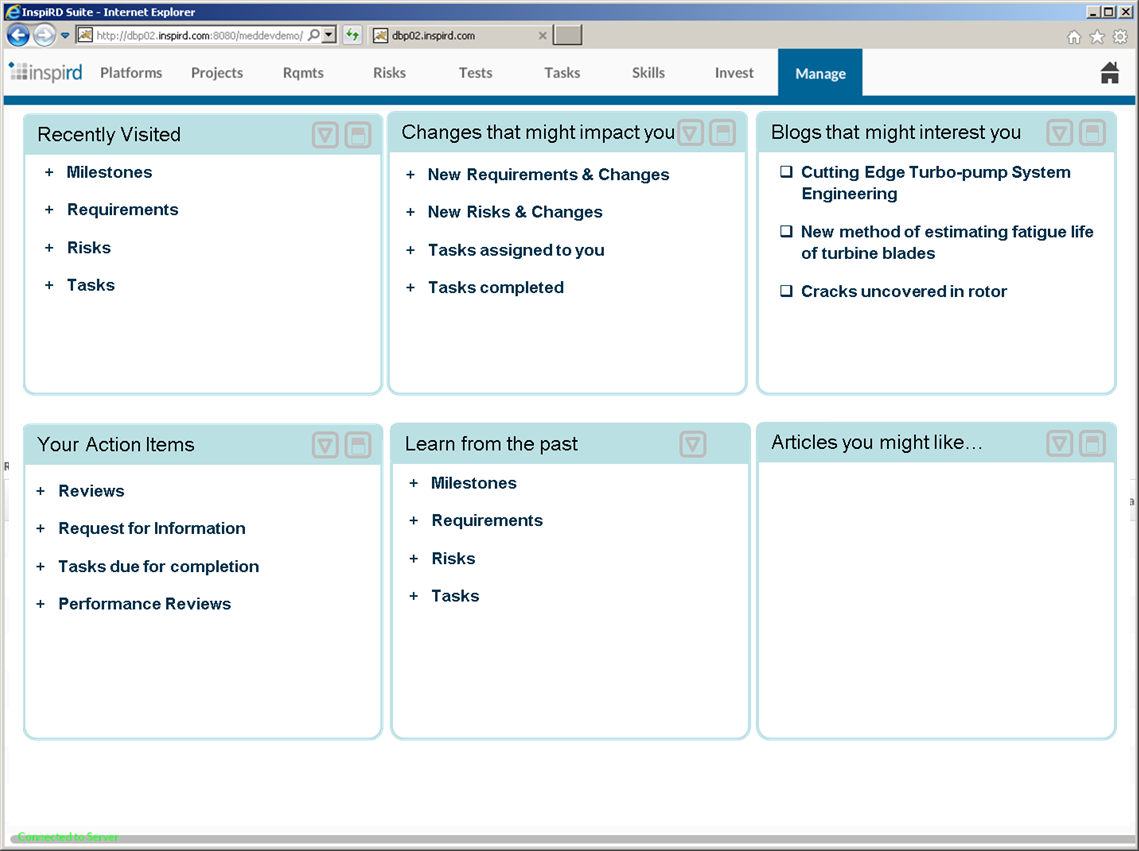 InspiRD Suite - Internet Explorer
http://dbp02.inspird.com:8080/meddevdemo/
dbp02.inspird.com
inspird
Platforms
Projects
Rqmts
Risks
Tests
Tasks
Skills
Invest
Manage
Recently Visited
+ Milestones
+ Requirements
+ Risks
+ Tasks
Changes that might impact you
+ New Requirements & Changes
+ New Risks & Changes
+ Tasks assigned to you
+ Tasks completed
Blogs that might interest you
❑ Cutting Edge Turbo-pump System
Engineering
❑ New method of estimating fatigue life
of turbine blades
❑ Cracks uncovered in rotor
Your Action Items
+ Reviews
+ Request for Information
+ Tasks due for completion
+ Performance Reviews
Learn from the past
+ Milestones
+ Requirements
+ Risks
+ Tasks
Articles you might like...
Connected to Server